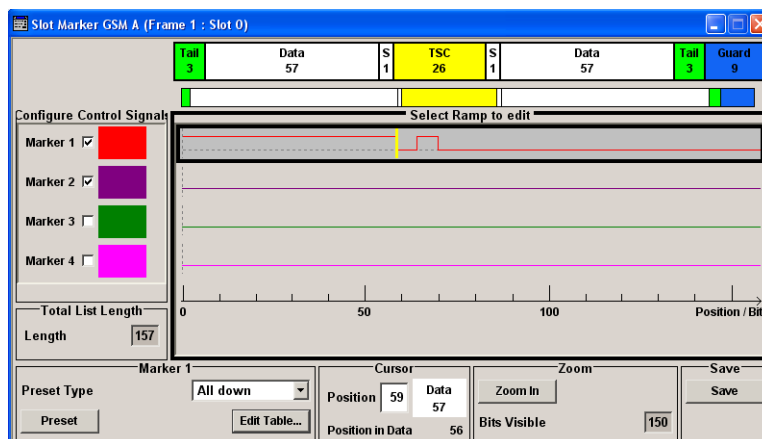 Slot Marker GSM A (Frame 1 : Slot 0)
Tail Data S TSC S Data Tail Guard
3 57 1 26 1 57 3 9
Configure Control Signals
Select Ramp to edit
Marker 1
Marker 2
Marker 3
Marker 4
0 50 100 Position / Bit
Total List Length
Length 157
Marker 1
Preset Type All down
Preset Edit Table...
Cursor
Position 59 Data
57
Position in Data 56
Zoom
Zoom In
Bits Visible 150
Save
Save